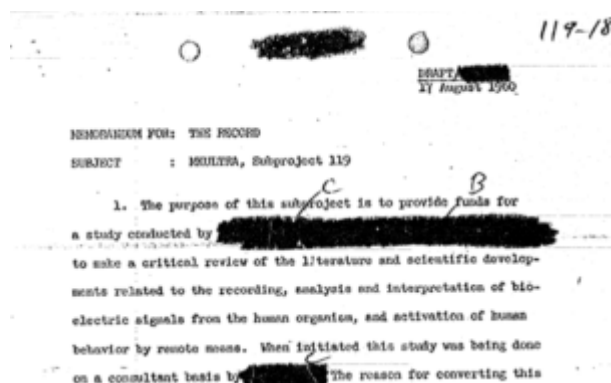 119-18
DRAFT/
17 August 1960
MEMORANDUM FOR: THE RECORD
SUBJECT : MKULTRA, Subproject 119
C B
1. The purpose of this subproject is to provide funds for
a study conducted by
to make a critical review of the literature and scientific develop-
ments related to the recording, analysis and interpretation of bio-
electric signals from the human organism, and activation of human
behavior by remote means. When initiated this study was being done
C
on a consultant basis by The reason for converting this